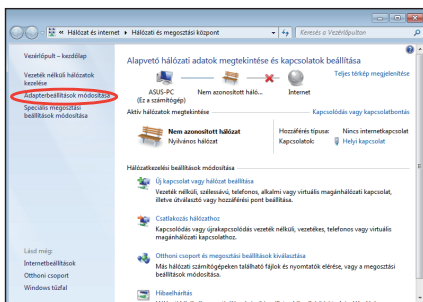 « Hálózat és internet ▸ Hálózati és megosztási központ
Keresés a Vezérlőpulton
Vezérlőpult – kezdőlap
Vezeték nélküli hálózatok
kezelése
Adapterbeállítások módosítása
Speciális megosztási
beállítások módosítása
Lásd még:
Internetbeállítások
Otthoni csoport
Windows tűzfal
Alapvető hálózati adatok megtekintése és kapcsolatok beállítása
Teljes térkép megjelenítése
ASUS-PC
(Ez a számítógép)
Nem azonosított háló...
Internet
Aktív hálózatok megtekintése
Kapcsolódás vagy kapcsolatbontás
Nem azonosított hálózat
Nyilvános hálózat
Hozzáférés típusa: Nincs internetkapcsolat
Kapcsolatok: Helyi kapcsolat
Hálózatkezelési beállítások módosítása
Új kapcsolat vagy hálózat beállítása
Vezeték nélküli, szélessávú, telefonos, alkalmi vagy virtuális magánhálózati kapcsolat,
illetve útválasztó vagy hozzáférési pont beállítása.
Csatlakozás hálózathoz
Kapcsolódás vagy újrakapcsolódás vezeték nélküli, vezetékes, telefonos vagy virtuális
magánhálózati kapcsolathoz.
Otthoni csoport és megosztási beállítások kiválasztása
Más hálózati számítógépeken található fájlok és nyomtatók elérése, vagy a megosztási
beállítások módosítása.
Hibaelhárítás